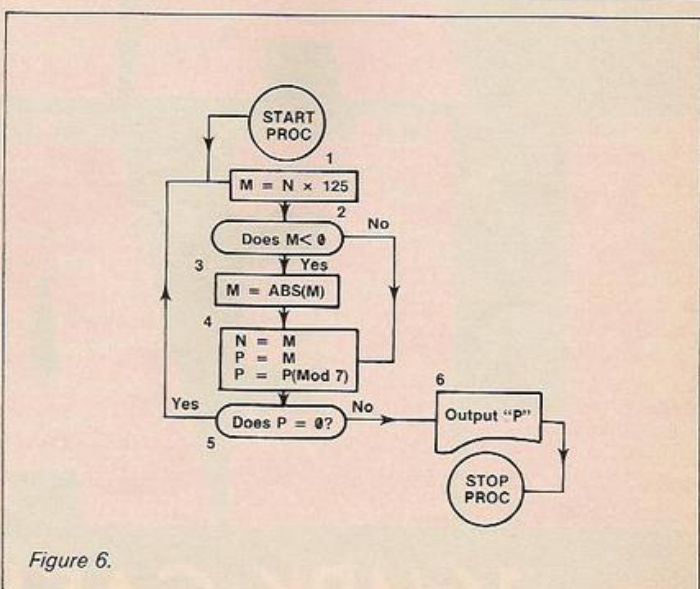 START
PROC
1
M = N × 125
2
Does M< 0
No
Yes
3
M = ABS(M)
4
N = M
P = M
P = P(Mod 7)
Yes
Does P = 0?
No
5
6
Output “P”
STOP
PROC
Figure 6.